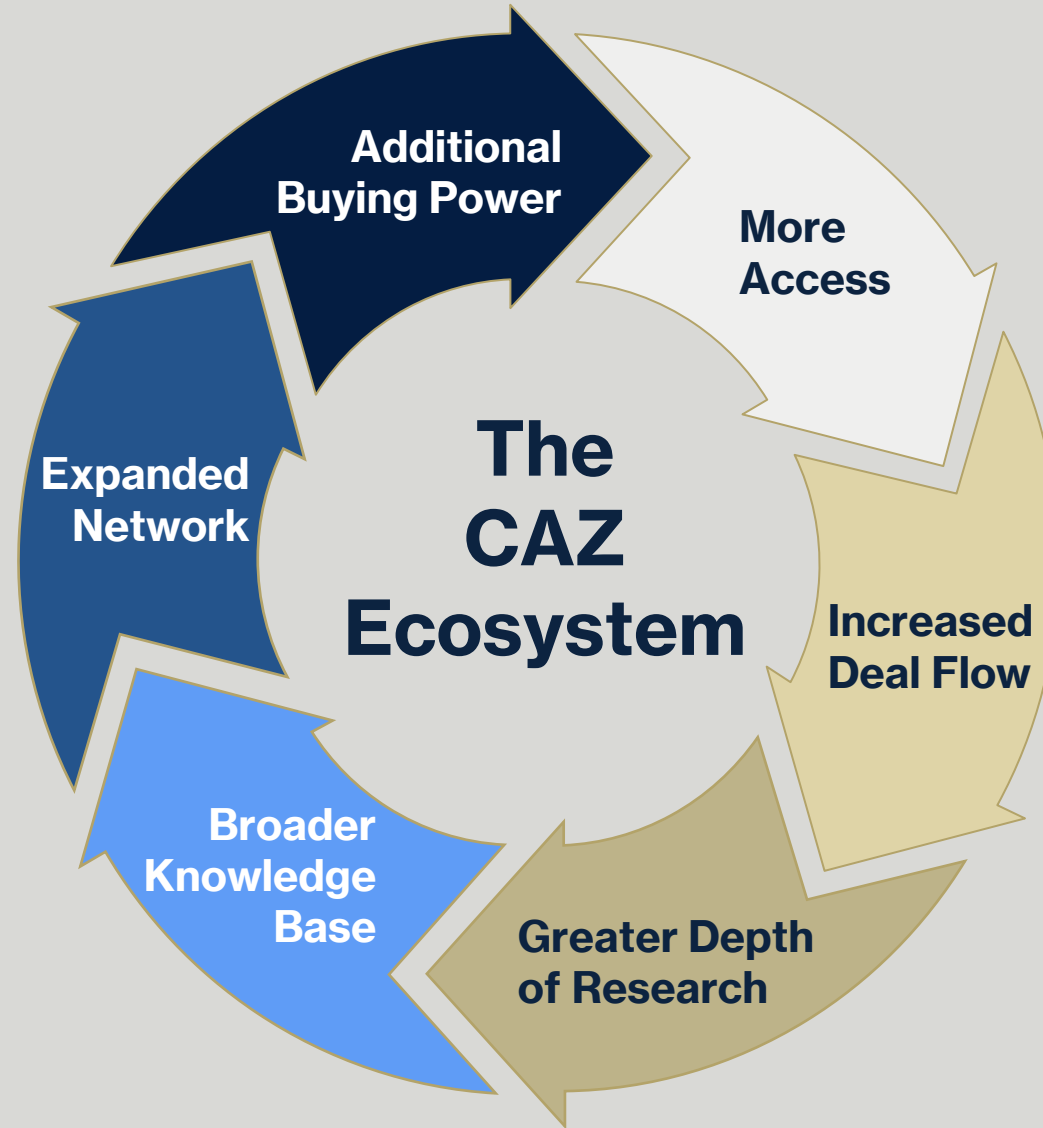 Additional
Buying Power
More
Access
Increased
Deal Flow
Greater Depth
of Research
Broader
Knowledge
Base
Expanded
Network
The
CAZ
Ecosystem